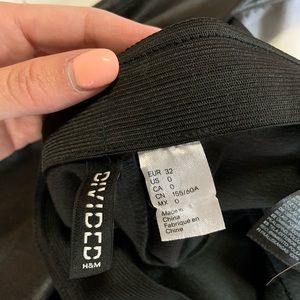 DIVIDED
H&M
EUR 32
US 0
CA 0
CN 155/60A
MX 0
Made in
China
Fabriqué en
Chine